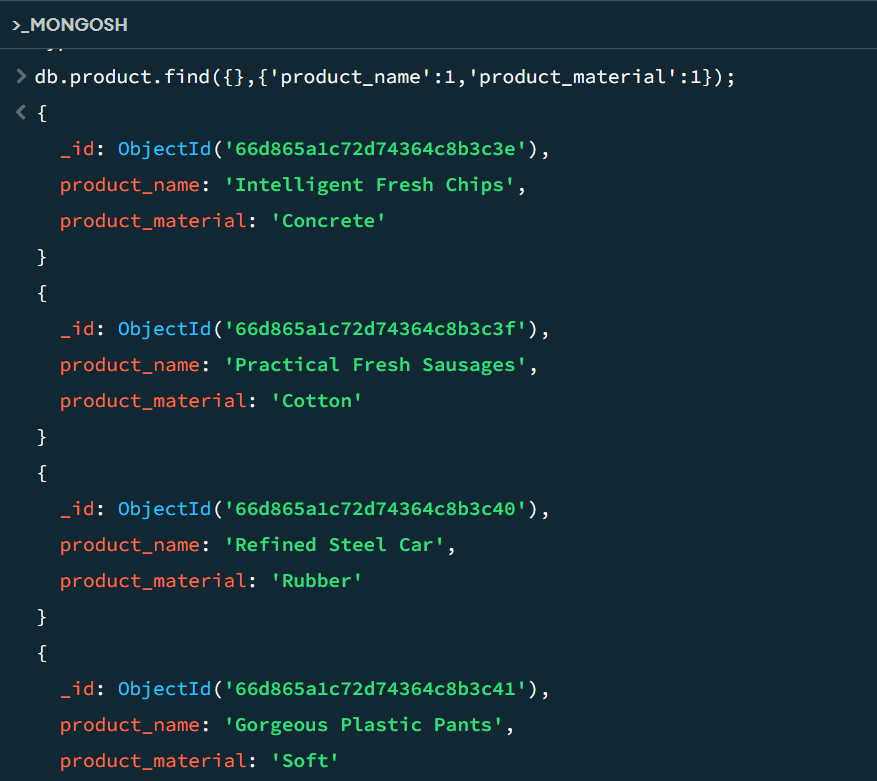 >_MONGOSH
> db.product.find({},{'product_name':1,'product_material':1});
< {
_id: ObjectId('66d865a1c72d74364c8b3c3e'),
product_name: 'Intelligent Fresh Chips',
product_material: 'Concrete'
}
{
_id: ObjectId('66d865a1c72d74364c8b3c3f'),
product_name: 'Practical Fresh Sausages',
product_material: 'Cotton'
}
{
_id: ObjectId('66d865a1c72d74364c8b3c40'),
product_name: 'Refined Steel Car',
product_material: 'Rubber'
}
{
_id: ObjectId('66d865a1c72d74364c8b3c41'),
product_name: 'Gorgeous Plastic Pants',
product_material: 'Soft'